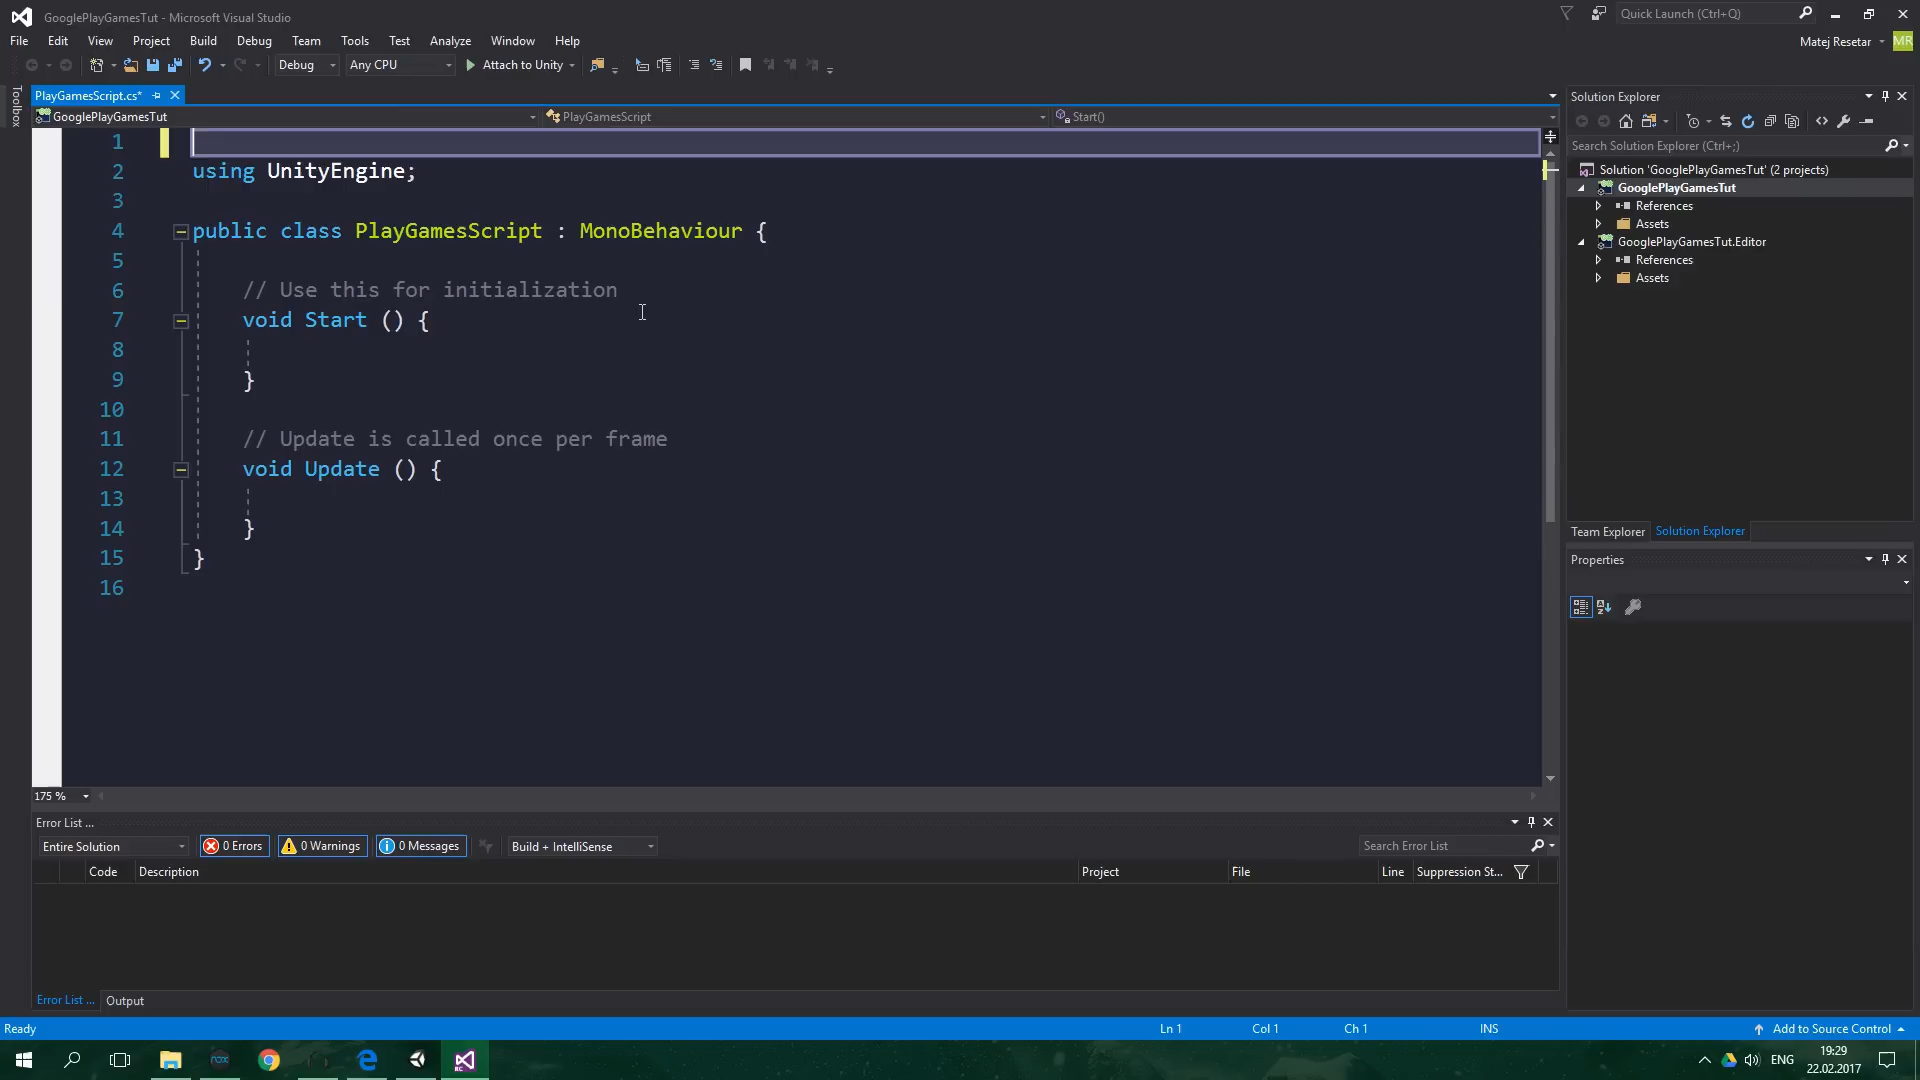 GooglePlayGamesTut - Microsoft Visual Studio
Quick Launch (Ctrl+Q)
File Edit View Project Build Debug Team Tools Test Analyze Window Help
Matej Resetar MR
Debug Any CPU Attach to Unity
Toolbox
PlayGamesScript.cs*
GooglePlayGamesTut PlayGamesScript Start()
1
2 using UnityEngine;
3
4 public class PlayGamesScript : MonoBehaviour {
5
6 // Use this for initialization
7 void Start () {
8
9 }
10
11 // Update is called once per frame
12 void Update () {
13
14 }
15 }
16
175 %
Solution Explorer
Search Solution Explorer (Ctrl+;)
Solution 'GooglePlayGamesTut' (2 projects)
GooglePlayGamesTut
References
Assets
GooglePlayGamesTut.Editor
References
Assets
Team Explorer Solution Explorer
Properties
Error List ...
Entire Solution 0 Errors 0 Warnings 0 Messages Build + IntelliSense Search Error List
Code Description Project File Line Suppression St...
Error List ... Output
Ready Ln 1 Col 1 Ch 1 INS Add to Source Control
nox RC ENG 19:29
22.02.2017